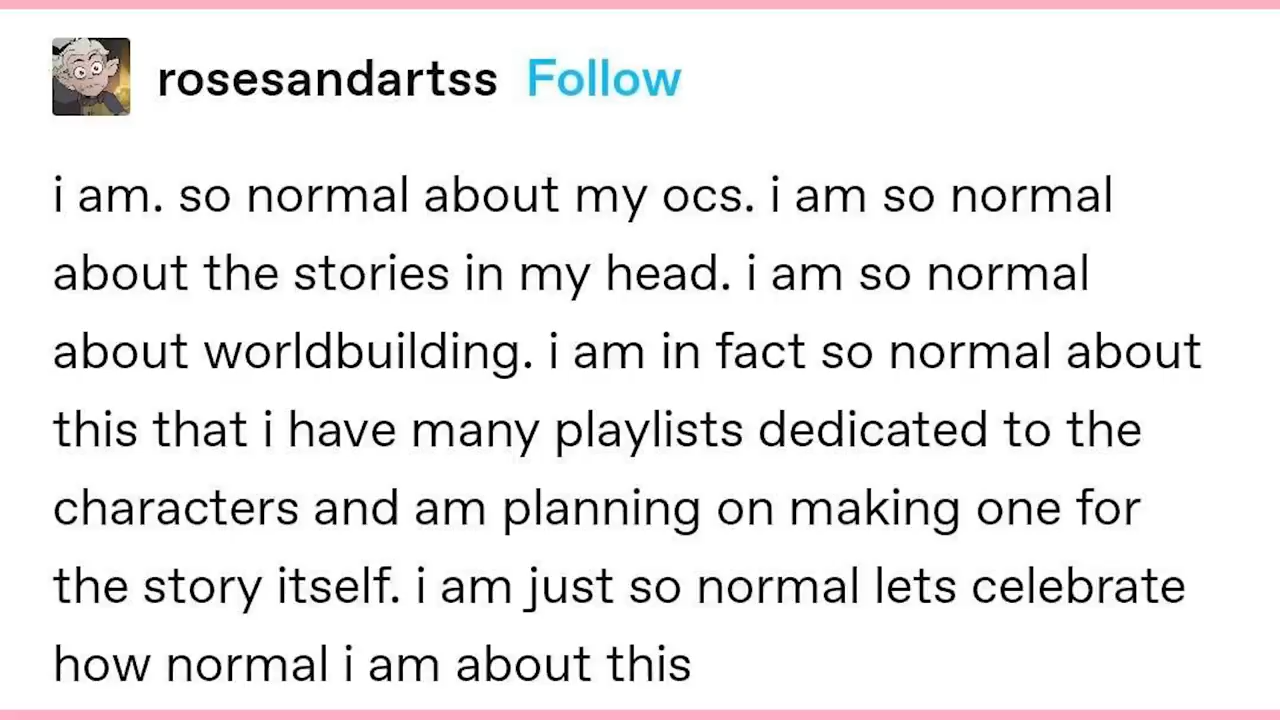 rosesandartss Follow
i am. so normal about my ocs. i am so normal
about the stories in my head. i am so normal
about worldbuilding. i am in fact so normal about
this that i have many playlists dedicated to the
characters and am planning on making one for
the story itself. i am just so normal lets celebrate
how normal i am about this